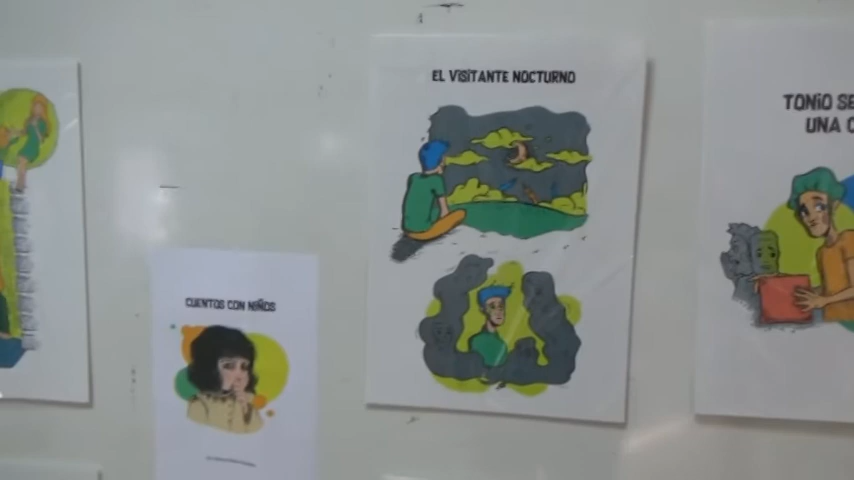 EL VISITANTE NOCTURNO
TONIO SE
UNA C
CUENTOS CON NIÑOS